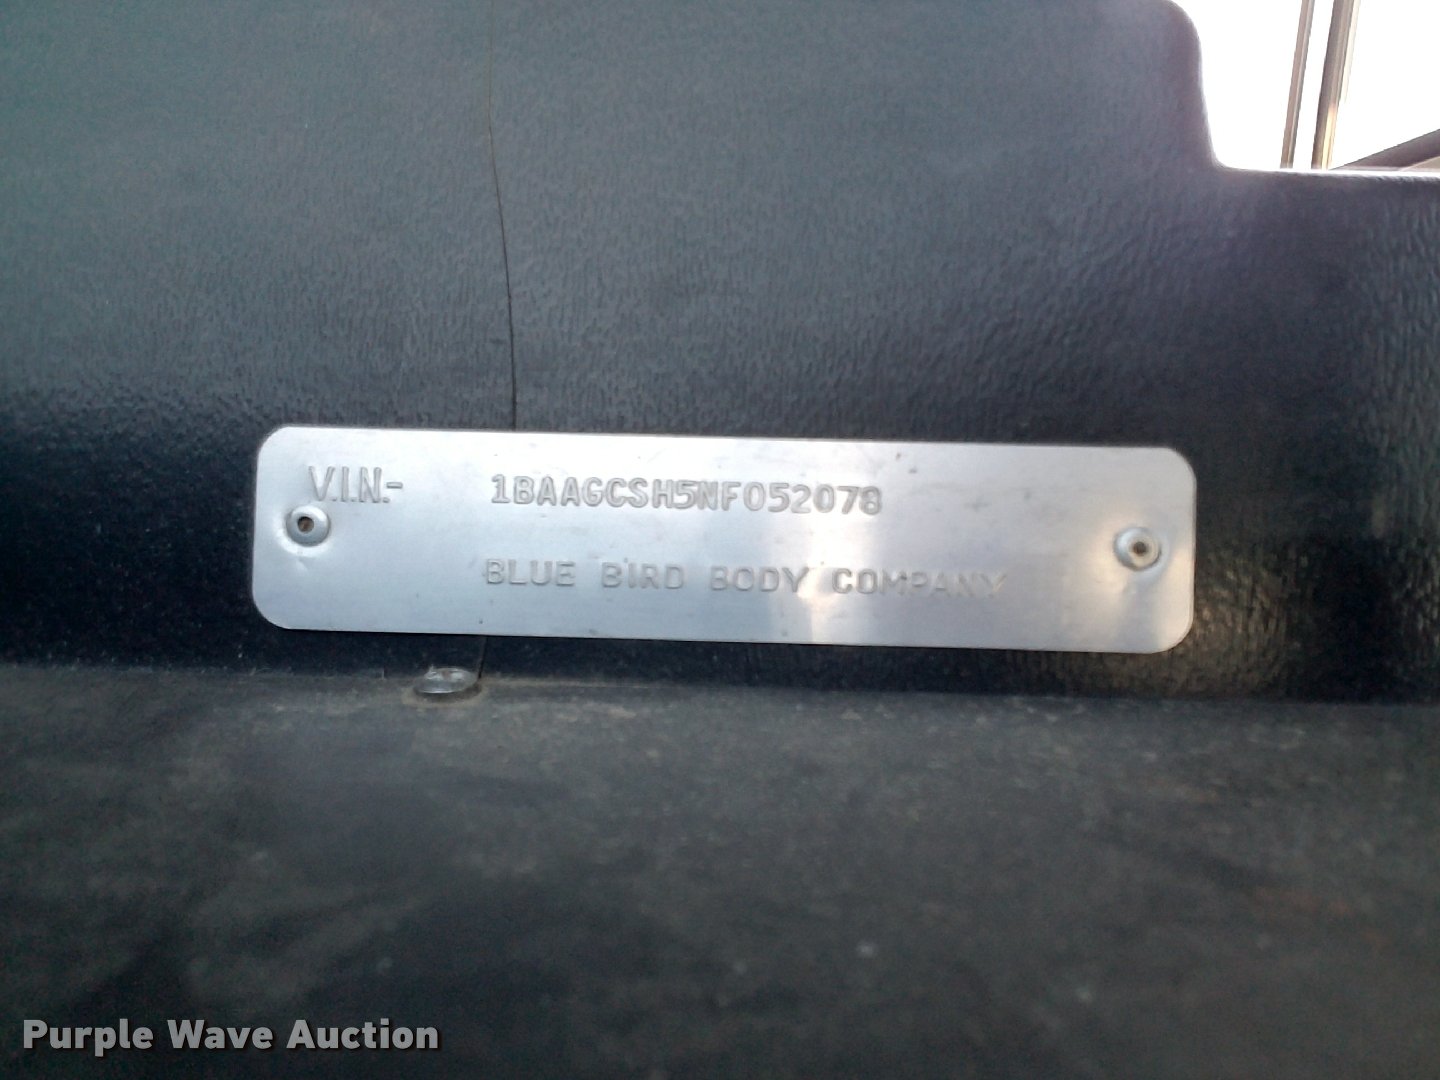 V.I.N.- 1BAAGCSH5NF052078
BLUE BIRD BODY COMPANY
Purple Wave Auction